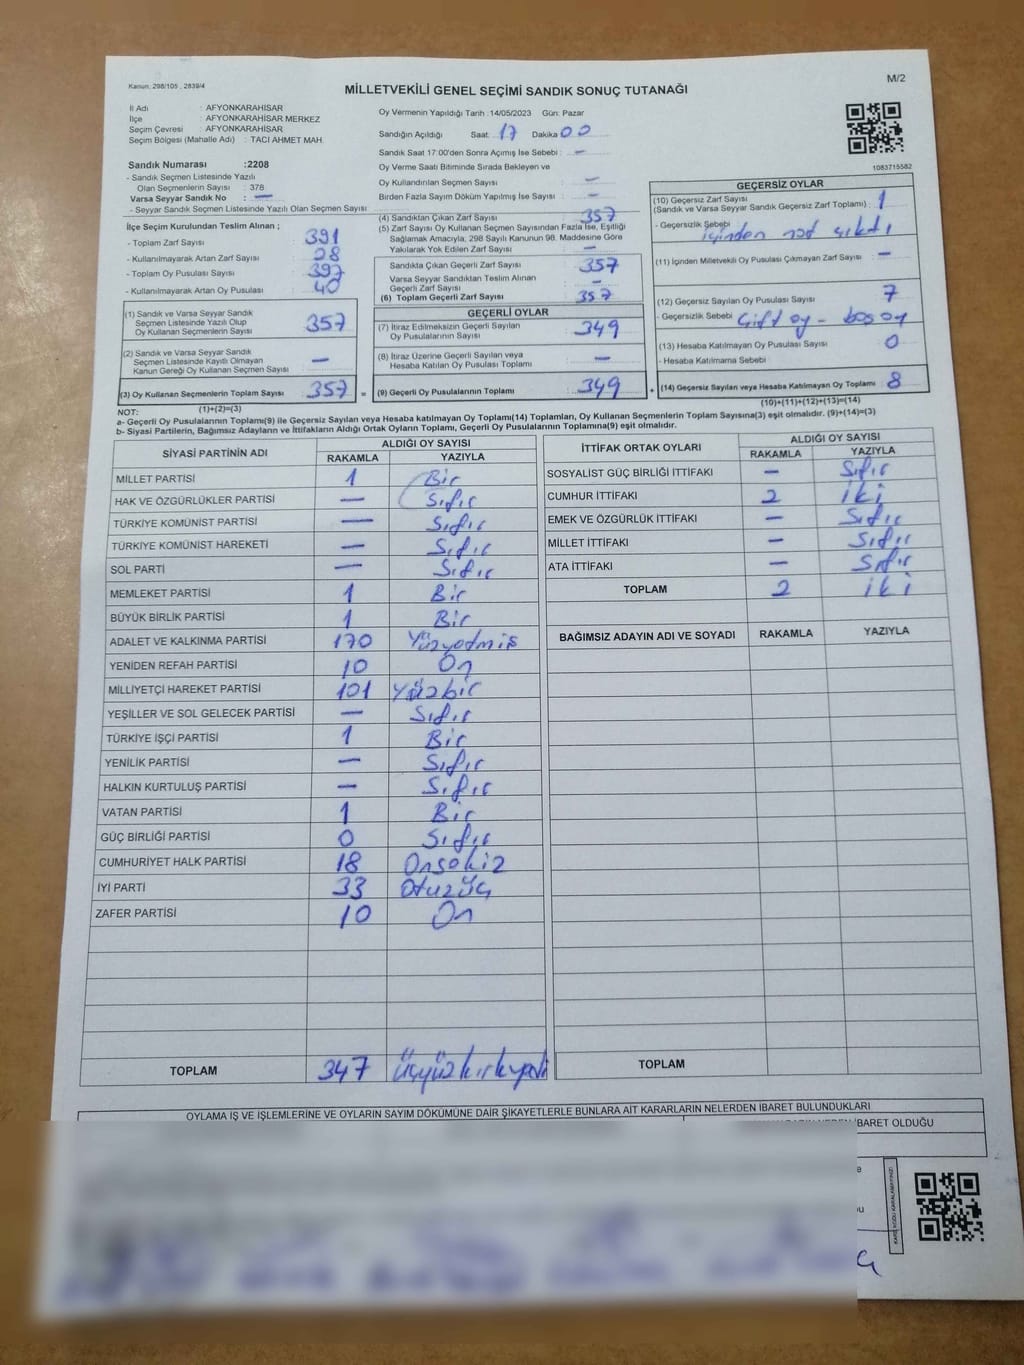 Kanun: 298/105 , 2839/4
M/2
MİLLETVEKİLİ GENEL SEÇİMİ SANDIK SONUÇ TUTANAĞI
İl Adı : AFYONKARAHİSAR
İlçe : AFYONKARAHİSAR MERKEZ
Seçim Çevresi : AFYONKARAHİSAR
Seçim Bölgesi (Mahalle Adı) : TACI AHMET MAH.
Sandık Numarası :2208
- Sandık Seçmen Listesinde Yazılı
Olan Seçmenlerin Sayısı : 378
Varsa Seyyar Sandık No : —
- Seyyar Sandık Seçmen Listesinde Yazılı Olan Seçmen Sayısı
İlçe Seçim Kurulundan Teslim Alınan ;
- Toplam Zarf Sayısı 391
- Kullanılmayarak Artan Zarf Sayısı 28
- Toplam Oy Pusulası Sayısı 397
- Kullanılmayarak Artan Oy Pusulası 40
(1) Sandık ve Varsa Seyyar Sandık
Seçmen Listesinde Yazılı Olup
Oy Kullanan Seçmenlerin Sayısı 357
(2) Sandık ve Varsa Seyyar Sandık
Seçmen Listesinde Kayıtlı Olmayan
Kanun Gereği Oy Kullanan Seçmen Sayısı —
(3) Oy Kullanan Seçmenlerin Toplam Sayısı 357 =
(1)+(2)=(3)
Oy Vermenin Yapıldığı Tarih :14/05/2023 Gün: Pazar
Sandığın Açıldığı Saat: 17 Dakika 00
Sandık Saat 17:00'den Sonra Açımış İse Sebebi : —
Oy Verme Saati Bitiminde Sırada Bekleyen ve
Oy Kullandırılan Seçmen Sayısı —
Birden Fazla Sayım Döküm Yapılmış İse Sayısı : —
(4) Sandıktan Çıkan Zarf Sayısı 357
(5) Zarf Sayısı Oy Kullanan Seçmen Sayısından Fazla İse, Eşitliği
Sağlamak Amacıyla, 298 Sayılı Kanunun 98. Maddesine Göre
Yakılarak Yok Edilen Zarf Sayısı —
Sandıkta Çıkan Geçerli Zarf Sayısı 357
Varsa Seyyar Sandıktan Teslim Alınan
Geçerli Zarf Sayısı —
(6) Toplam Geçerli Zarf Sayısı 357
GEÇERLİ OYLAR
(7) İtiraz Edilmeksizin Geçerli Sayılan
Oy Pusulalarının Sayısı 349
(8) İtiraz Üzerine Geçerli Sayılan veya
Hesaba Katılan Oy Pusulası Toplamı —
(9) Geçerli Oy Pusulalarının Toplamı 349 +
1083715582
GEÇERSİZ OYLAR
(10) Geçersiz Zarf Sayısı
(Sandık ve Varsa Seyyar Sandık Geçersiz Zarf Toplamı) 1
- Geçersizlik Sebebi içinden not çıktı
(11) İçinden Milletvekili Oy Pusulası Çıkmayan Zarf Sayısı —
(12) Geçersiz Sayılan Oy Pusulası Sayısı 7
- Geçersizlik Sebebi Çift oy - boş oy
(13) Hesaba Katılmayan Oy Pusulası Sayısı 0
- Hesaba Katılmama Sebebi
(14) Geçersiz Sayılan veya Hesaba Katılmayan Oy Toplamı 8
(10)+(11)+(12)+(13)=(14)
NOT:
a- Geçerli Oy Pusulalarının Toplamı(9) ile Geçersiz Sayılan veya Hesaba katılmayan Oy Toplamı(14) Toplamları, Oy Kullanan Seçmenlerin Toplam Sayısına(3) eşit olmalıdır. (9)+(14)=(3)
b- Siyasi Partilerin, Bağımsız Adayların ve İttifakların Aldığı Ortak Oyların Toplamı, Geçerli Oy Pusulalarının Toplamına(9) eşit olmalıdır.
SİYASİ PARTİNİN ADI ALDIĞI OY SAYISI
RAKAMLA YAZIYLA
MİLLET PARTİSİ 1 Bir
HAK VE ÖZGÜRLÜKLER PARTİSİ — Sıfır
TÜRKİYE KOMÜNİST PARTİSİ — Sıfır
TÜRKİYE KOMÜNİST HAREKETİ — Sıfır
SOL PARTİ — Sıfır
MEMLEKET PARTİSİ 1 Bir
BÜYÜK BİRLİK PARTİSİ 1 Bir
ADALET VE KALKINMA PARTİSİ 170 Yüzyetmiş
YENİDEN REFAH PARTİSİ 10 On
MİLLİYETÇİ HAREKET PARTİSİ 101 Yüzbir
YEŞİLLER VE SOL GELECEK PARTİSİ — Sıfır
TÜRKİYE İŞÇİ PARTİSİ 1 Bir
YENİLİK PARTİSİ — Sıfır
HALKIN KURTULUŞ PARTİSİ — Sıfır
VATAN PARTİSİ 1 Bir
GÜÇ BİRLİĞİ PARTİSİ 0 Sıfır
CUMHURİYET HALK PARTİSİ 18 Onsekiz
İYİ PARTİ 33 Otuzüç
ZAFER PARTİSİ 10 On
TOPLAM 347 Üçyüzkırkyedi
İTTİFAK ORTAK OYLARI ALDIĞI OY SAYISI
RAKAMLA YAZIYLA
SOSYALİST GÜÇ BİRLİĞİ İTTİFAKI — Sıfır
CUMHUR İTTİFAKI 2 iki
EMEK VE ÖZGÜRLÜK İTTİFAKI — Sıfır
MİLLET İTTİFAKI — Sıfır
ATA İTTİFAKI — Sıfır
TOPLAM 2 iki
BAĞIMSIZ ADAYIN ADI VE SOYADI RAKAMLA YAZIYLA
TOPLAM
OYLAMA İŞ VE İŞLEMLERİNE VE OYLARIN SAYIM DÖKÜMÜNE DAİR ŞİKAYETLERLE BUNLARA AİT KARARLARIN NELERDEN İBARET BULUNDUKLARI
İBARET OLDUĞU